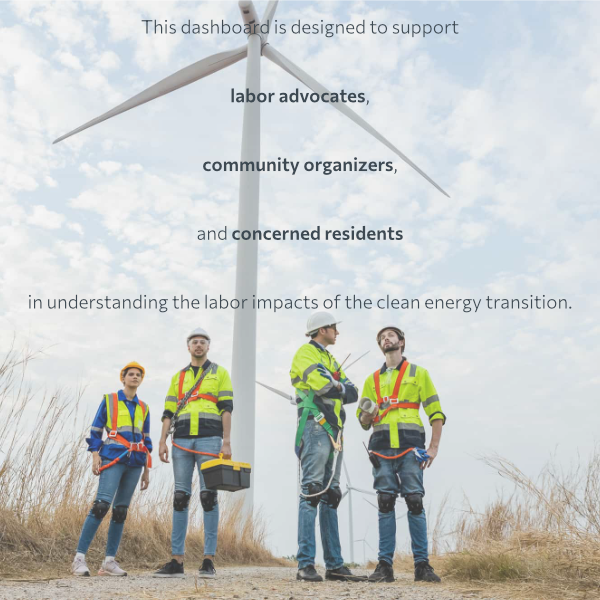 This dashboard is designed to support
labor advocates,
community organizers,
and concerned residents
in understanding the labor impacts of the clean energy transition.